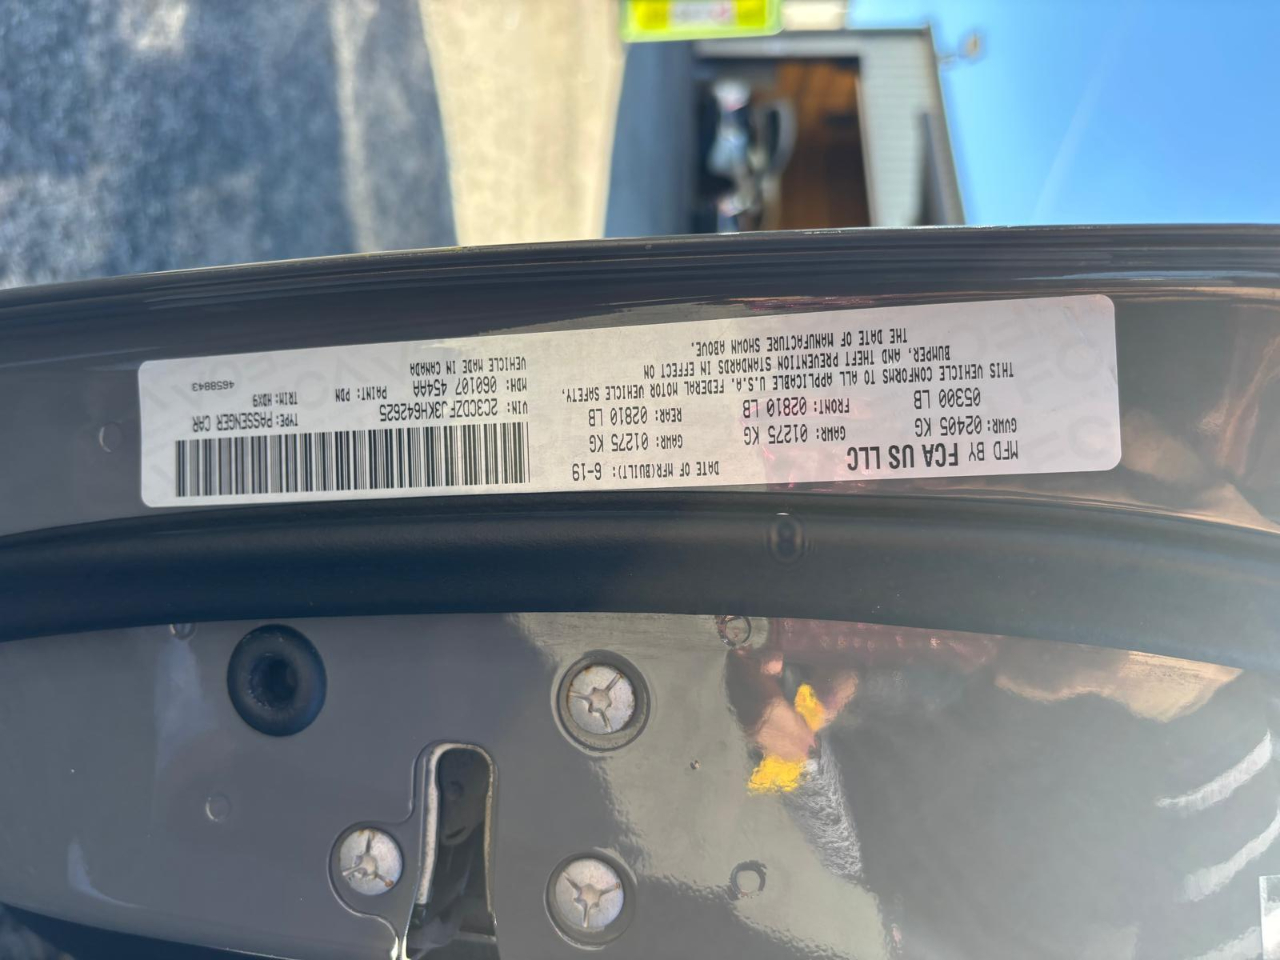 MFD BY FCA US LLC
DATE OF MFR(BUILT): 6-19
GVWR: 02405 KG
05300 LB
GAWR: 01275 KG
FRONT: 02810 LB
GAWR: 01275 KG
REAR: 02810 LB
THIS VEHICLE CONFORMS TO ALL APPLICABLE U.S.A. FEDERAL MOTOR VEHICLE SAFETY,
BUMPER, AND THEFT PREVENTION STANDARDS IN EFFECT ON
THE DATE OF MANUFACTURE SHOWN ABOVE.
VIN: 2C3CDZFJ3KH642625
TYPE: PASSENGER CAR
MDH: 060107 454AA
PAINT: PDN
TRIM: HDX9
VEHICLE MADE IN CANADA
4658843